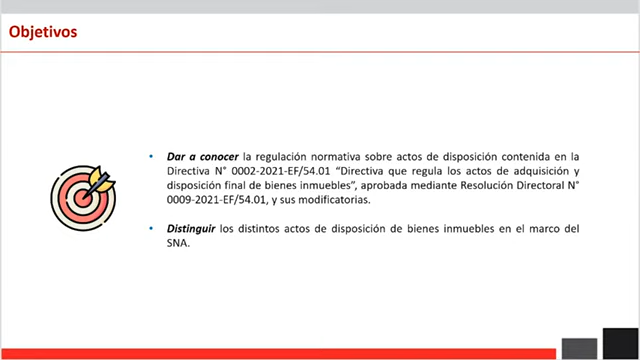 Objetivos
• Dar a conocer la regulación normativa sobre actos de disposición contenida en la
Directiva N° 0002-2021-EF/54.01 “Directiva que regula los actos de adquisición y
disposición final de bienes inmuebles”, aprobada mediante Resolución Directoral N°
0009-2021-EF/54.01, y sus modificatorias.
• Distinguir los distintos actos de disposición de bienes inmuebles en el marco del
SNA.